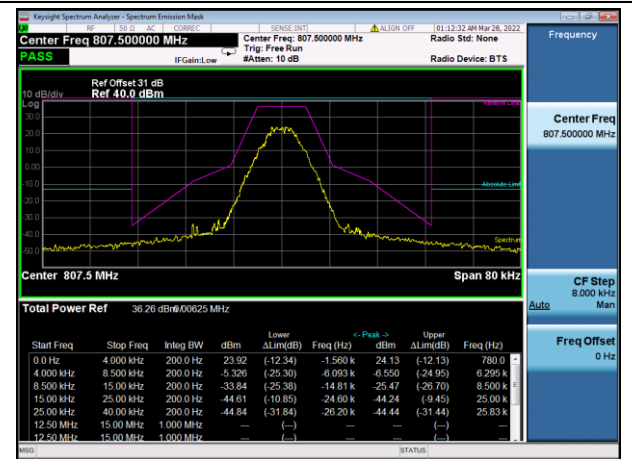 Keysight Spectrum Analyzer - Spectrum Emission Mask
RF 50 Ω AC CORREC SENSE:INT ALIGN OFF 01:12:32 AM Mar 28, 2022
Center Freq 807.500000 MHz
Center Freq: 807.500000 MHz Radio Std: None
Trig: Free Run
PASS IFGain:Low #Atten: 10 dB Radio Device: BTS
Frequency
Ref Offset 31 dB
10 dB/div Ref 40.0 dBm
Log
30.0
20.0
10.0
0.00
-10.0
-20.0
-30.0
-40.0
-50.0
Relative Limit
Absolute Limit
Spectrum
Center 807.5 MHz Span 80 kHz
Center Freq
807.500000 MHz
CF Step
8.000 kHz
Auto Man
Freq Offset
0 Hz
Total Power Ref 36.26 dBm/0.00625 MHz
Lower <- Peak -> Upper
Start Freq Stop Freq Integ BW dBm ΔLim(dB) Freq (Hz) dBm ΔLim(dB) Freq (Hz)
0.0 Hz 4.000 kHz 200.0 Hz 23.92 (-12.34) -1.560 k 24.13 (-12.13) 780.0
4.000 kHz 8.500 kHz 200.0 Hz -5.326 (-25.30) -6.093 k -6.550 (-24.95) 6.295 k
8.500 kHz 15.00 kHz 200.0 Hz -33.84 (-25.38) -14.81 k -25.47 (-26.70) 8.500 k
15.00 kHz 25.00 kHz 200.0 Hz -44.61 (-10.85) -24.60 k -44.24 (-9.45) 25.00 k
25.00 kHz 40.00 kHz 200.0 Hz -44.84 (-31.84) -26.20 k -44.44 (-31.44) 25.83 k
12.50 MHz 15.00 MHz 1.000 MHz --- (---) --- --- (---) ---
12.50 MHz 15.00 MHz 1.000 MHz --- (---) --- --- (---) ---
MSG STATUS